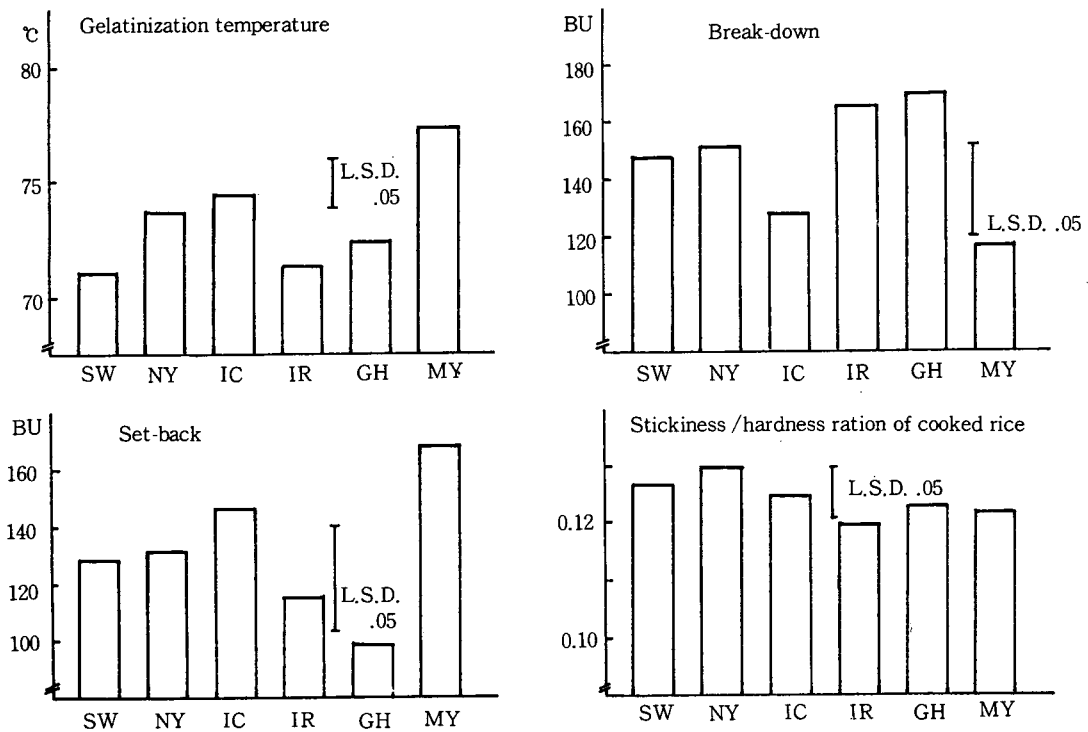 ℃
Gelatinization temperature
80
75
70
L.S.D.
.05
SW NY IC IR GH MY
BU
Break-down
180
160
140
120
100
L.S.D. .05
SW NY IC IR GH MY
BU
Set-back
160
140
120
100
L.S.D.
.05
SW NY IC IR GH MY
Stickiness /hardness ration of cooked rice
0.12
0.10
L.S.D. .05
SW NY IC IR GH MY